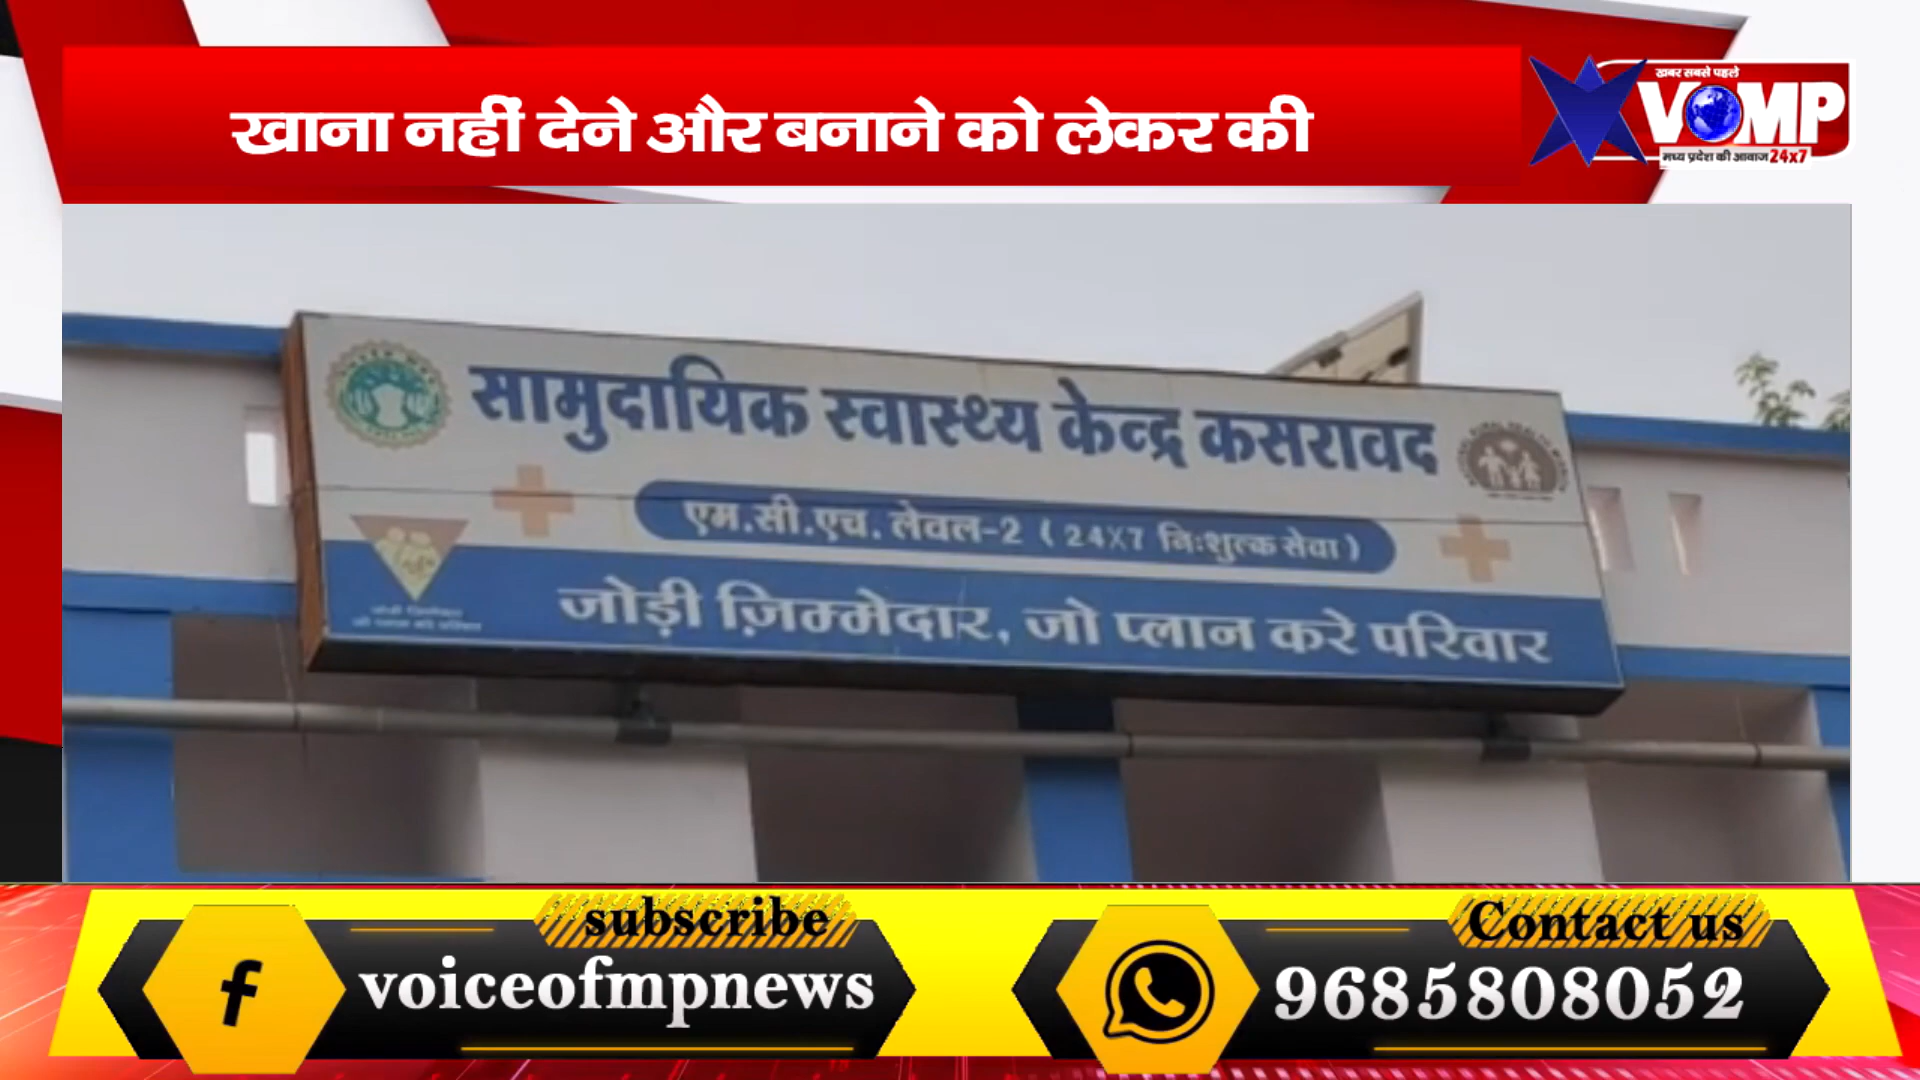 खाना नहीं देने और बनाने को लेकर की
खबर सबसे पहले
VOMP
मध्य प्रदेश की आवाज 24x7
सामुदायिक स्वास्थ्य केन्द्र कसरावद
एम.सी.एच. लेवल-2 ( 24X7 निःशुल्क सेवा )
जोड़ी ज़िम्मेदार, जो प्लान करे परिवार
subscribe
voiceofmpnews
Contact us
9685808052